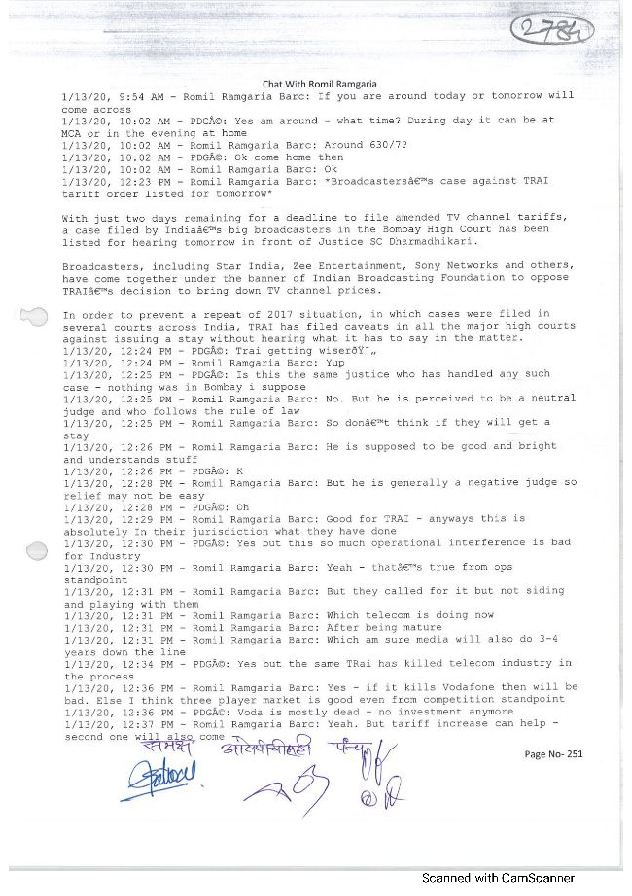 2784
Chat With Romil Ramgaria
1/13/20, 9:54 AM - Romil Ramgaria Barc: If you are around today or tomorrow will
come across
1/13/20, 10:02 AM - PDGÂ©: Yes am around - what time? During day it can be at
MCA or in the evening at home
1/13/20, 10:02 AM - Romil Ramgaria Barc: Around 630/7?
1/13/20, 10:02 AM - PDGÂ©: Ok come home then
1/13/20, 10:02 AM - Romil Ramgaria Barc: Ok
1/13/20, 12:23 PM - Romil Ramgaria Barc: *Broadcastersâ€™s case against TRAI
tariff order listed for tomorrow*
With just two days remaining for a deadline to file amended TV channel tariffs,
a case filed by Indiaâ€™s big broadcasters in the Bombay High Court has been
listed for hearing tomorrow in front of Justice SC Dharmadhikari.
Broadcasters, including Star India, Zee Entertainment, Sony Networks and others,
have come together under the banner of Indian Broadcasting Foundation to oppose
TRAIâ€™s decision to bring down TV channel prices.
In order to prevent a repeat of 2017 situation, in which cases were filed in
several courts across India, TRAI has filed caveats in all the major high courts
against issuing a stay without hearing what it has to say in the matter.
1/13/20, 12:24 PM - PDGÂ©: Trai getting wiserðŸ˜„
1/13/20, 12:24 PM - Romil Ramgaria Barc: Yup
1/13/20, 12:25 PM - PDGÂ©: Is this the same justice who has handled any such
case - nothing was in Bombay i suppose
1/13/20, 12:25 PM - Romil Ramgaria Barc: No. But he is perceived to be a neutral
judge and who follows the rule of law
1/13/20, 12:25 PM - Romil Ramgaria Barc: So donâ€™t think if they will get a
stay
1/13/20, 12:26 PM - Romil Ramgaria Barc: He is supposed to be good and bright
and understands stuff
1/13/20, 12:26 PM - PDGÂ©: K
1/13/20, 12:28 PM - Romil Ramgaria Barc: But he is generally a negative judge so
relief may not be easy
1/13/20, 12:28 PM - PDGÂ©: Oh
1/13/20, 12:29 PM - Romil Ramgaria Barc: Good for TRAI - anyways this is
absolutely In their jurisdiction what they have done
1/13/20, 12:30 PM - PDGÂ©: Yes but this so much operational interference is bad
for Industry
1/13/20, 12:30 PM - Romil Ramgaria Barc: Yeah - thatâ€™s true from ops
standpoint
1/13/20, 12:31 PM - Romil Ramgaria Barc: But they called for it but not siding
and playing with them
1/13/20, 12:31 PM - Romil Ramgaria Barc: Which telecom is doing now
1/13/20, 12:31 PM - Romil Ramgaria Barc: After being mature
1/13/20, 12:31 PM - Romil Ramgaria Barc: Which am sure media will also do 3-4
years down the line
1/13/20, 12:34 PM - PDGÂ©: Yes but the same TRai has killed telecom industry in
the process
1/13/20, 12:36 PM - Romil Ramgaria Barc: Yes - if it kills Vodafone then will be
bad. Else I think three player market is good even from competition standpoint
1/13/20, 12:36 PM - PDGÂ©: Voda is mostly dead - no investment anymore
1/13/20, 12:37 PM - Romil Ramgaria Barc: Yeah. But tariff increase can help -
second one will also come
समक्ष
Page No- 251
Scanned with CamScanner